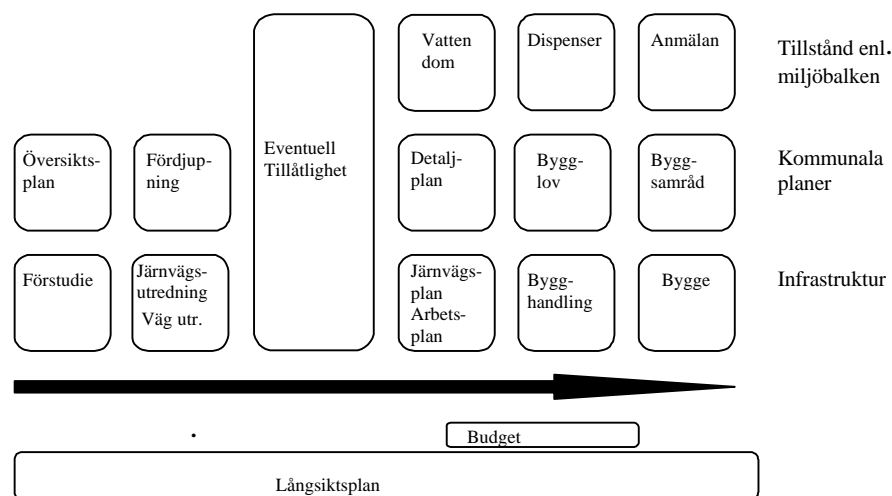 Vatten
dom
Dispenser
Anmälan
Tillstånd enl.
miljöbalken
Översikts-
plan
Fördjup-
ning
Eventuell
Tillåtlighet
Detalj-
plan
Bygg-
lov
Bygg-
samråd
Kommunala
planer
Förstudie
Järnvägs-
utredning
Väg utr.
Järnvägs-
plan
Arbets-
plan
Bygg-
handling
Bygge
Infrastruktur
Budget
Långsiktsplan